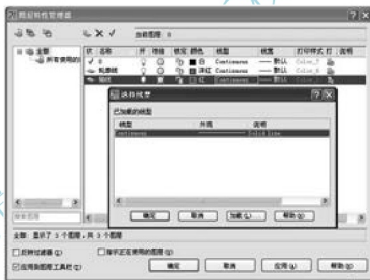 图层特性管理器
当前图层: 0
全部
所有使用的
状 名称 开 冻结 锁定 颜色 线型 线宽 打印样式 打 说明
0 白 Continuous —— 默认 Color_7
轮廓线 洋红 Continuous —— 默认 Color_6
轴线 红 Continuous —— 默认
选择线型
已加载的线型
线型 外观 说明
Continuous Solid line
确定 取消 加载(L)... 帮助(H)
搜索图层
全部: 显示了 3 个图层,共 3 个图层
反转过滤器(I) 指示正在使用的图层(U)
应用到图层工具栏(T) 确定 取消 应用(A) 帮助(H)